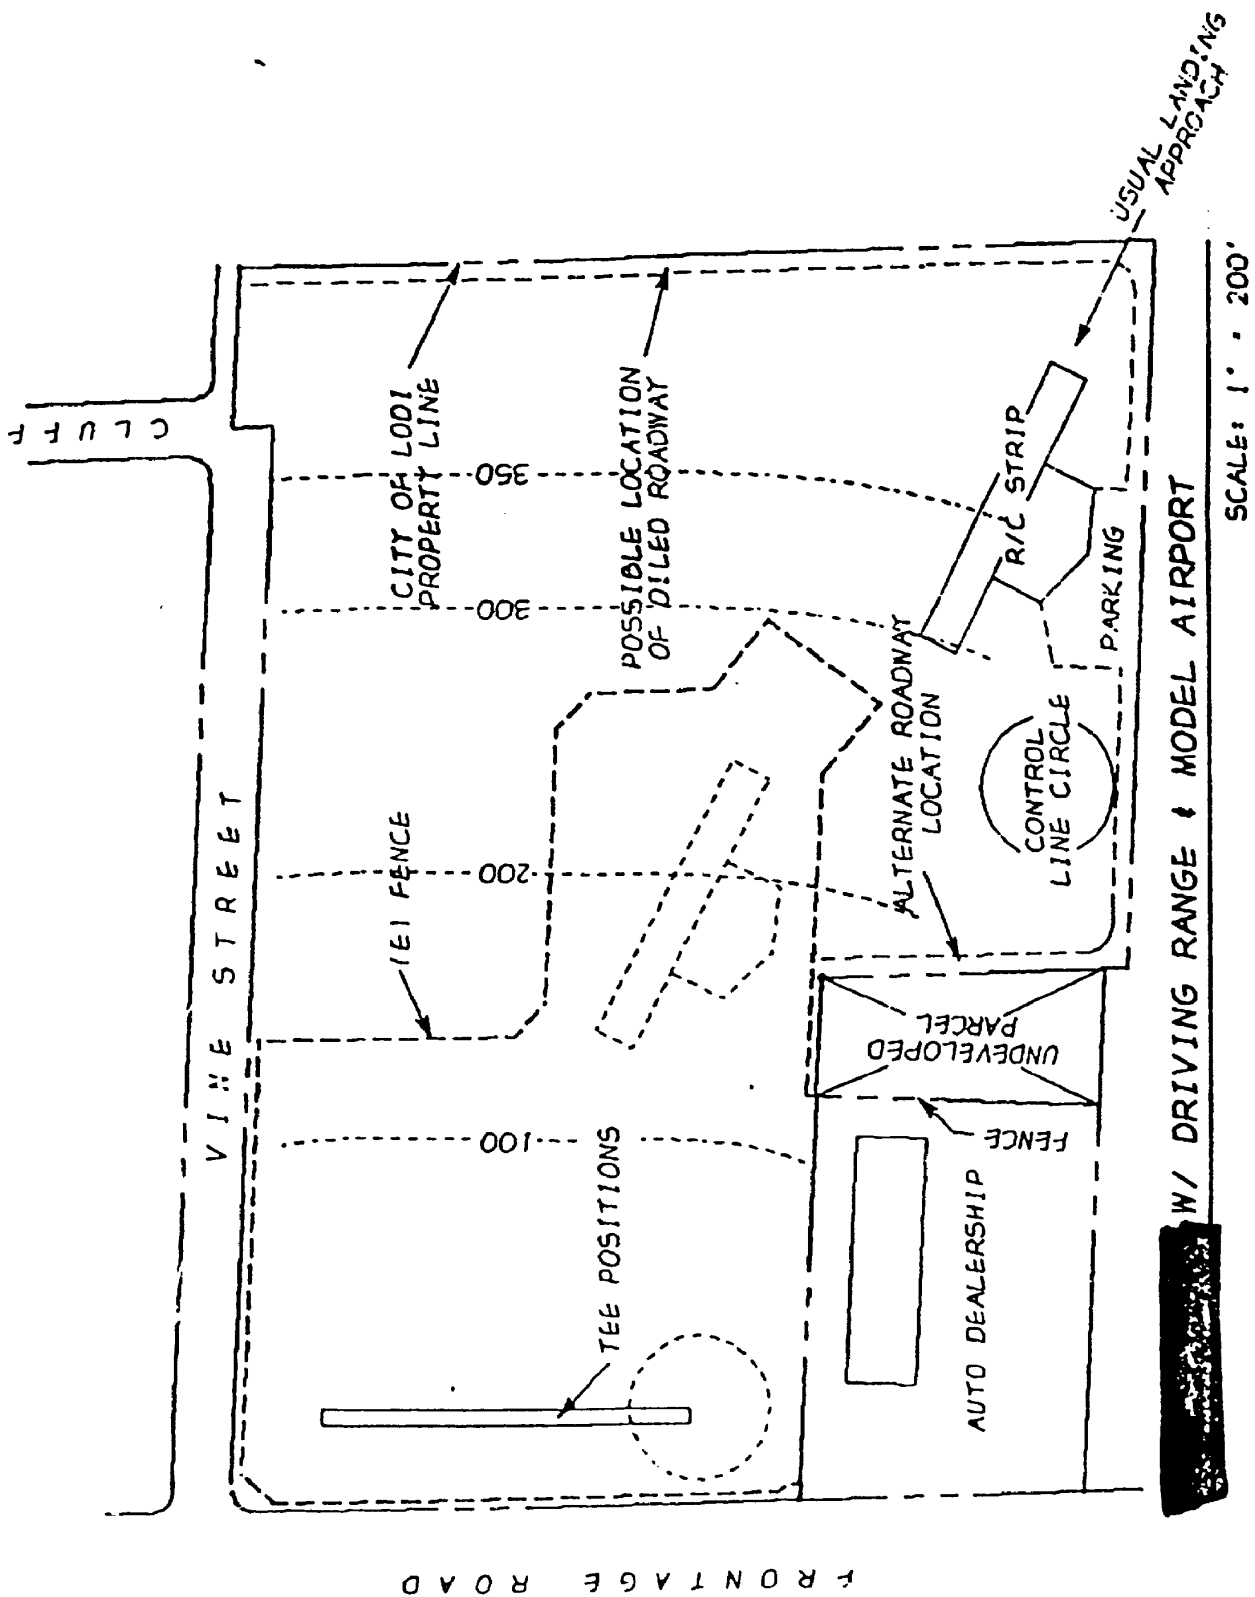 CLUFF
VINE STREET
CITY OF LODI
PROPERTY LINE
POSSIBLE LOCATION
OF DILED ROADWAY
350
300
200
100
(E) FENCE
TEE POSITIONS
USUAL LANDING
APPROACH
R/C STRIP
PARKING
ALTERNATE ROADWAY
LOCATION
CONTROL
LINE CIRCLE
UNDEVELOPED
PARCEL
FENCE
AUTO DEALERSHIP
FRONTAGE ROAD
W/ DRIVING RANGE & MODEL AIRPORT
SCALE: 1" = 200'